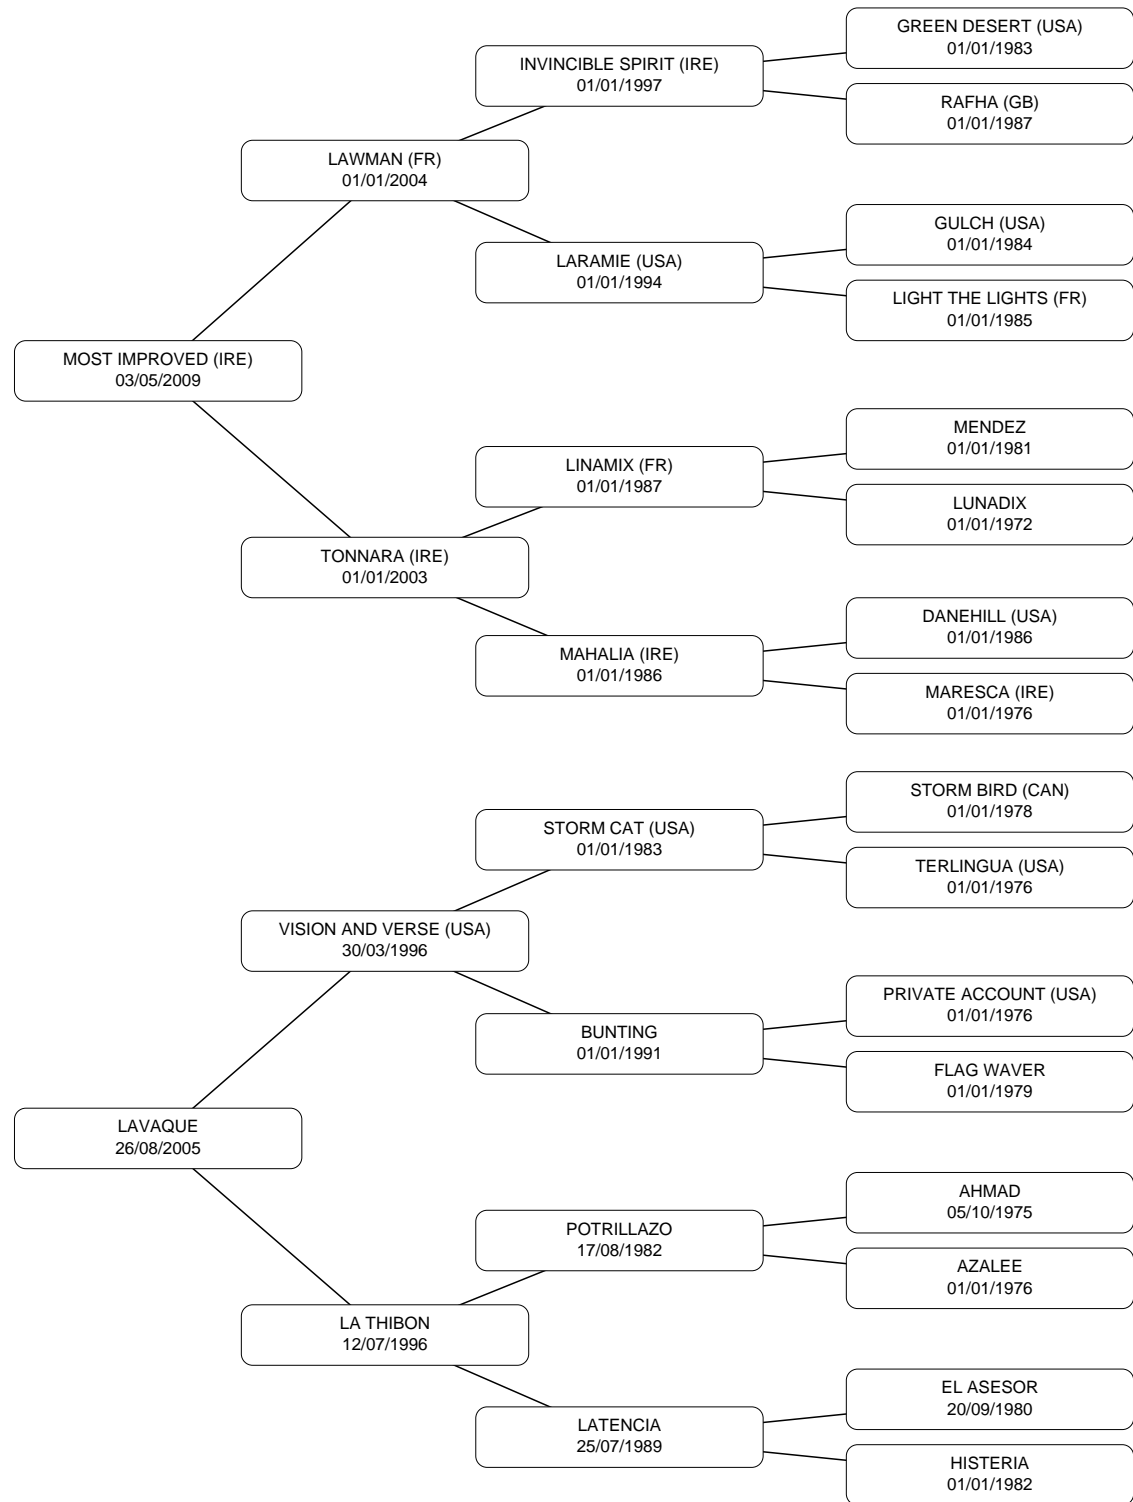 GREEN DESERT (USA)
01/01/1983
INVINCIBLE SPIRIT (IRE)
01/01/1997
RAFHA (GB)
01/01/1987
LAWMAN (FR)
01/01/2004
GULCH (USA)
01/01/1984
LARAMIE (USA)
01/01/1994
LIGHT THE LIGHTS (FR)
01/01/1985
MOST IMPROVED (IRE)
03/05/2009
MENDEZ
01/01/1981
LINAMIX (FR)
01/01/1987
LUNADIX
01/01/1972
TONNARA (IRE)
01/01/2003
DANEHILL (USA)
01/01/1986
MAHALIA (IRE)
01/01/1986
MARESCA (IRE)
01/01/1976
STORM BIRD (CAN)
01/01/1978
STORM CAT (USA)
01/01/1983
TERLINGUA (USA)
01/01/1976
VISION AND VERSE (USA)
30/03/1996
PRIVATE ACCOUNT (USA)
01/01/1976
BUNTING
01/01/1991
FLAG WAVER
01/01/1979
LAVAQUE
26/08/2005
AHMAD
05/10/1975
POTRILLAZO
17/08/1982
AZALEE
01/01/1976
LA THIBON
12/07/1996
EL ASESOR
20/09/1980
LATENCIA
25/07/1989
HISTERIA
01/01/1982